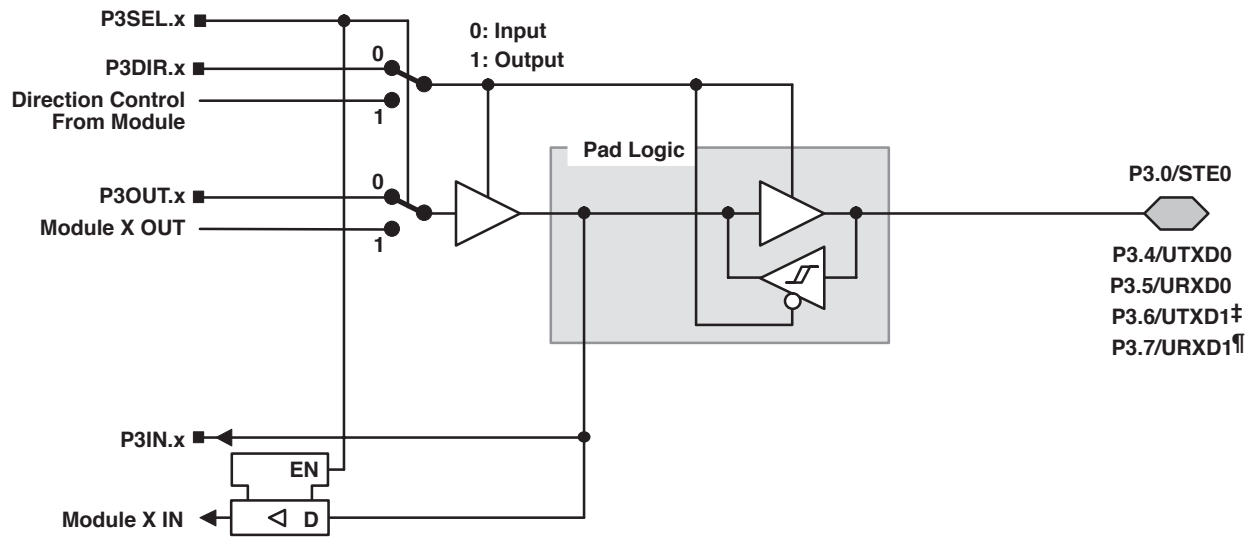 P3SEL.x
0: Input
1: Output
0
P3DIR.x
Direction Control
From Module
1
Pad Logic
P3.0/STE0
0
P3OUT.x
Module X OUT
1
P3.4/UTXD0
P3.5/URXD0
P3.6/UTXD1‡
P3.7/URXD1¶
P3IN.x
EN
Module X IN
D